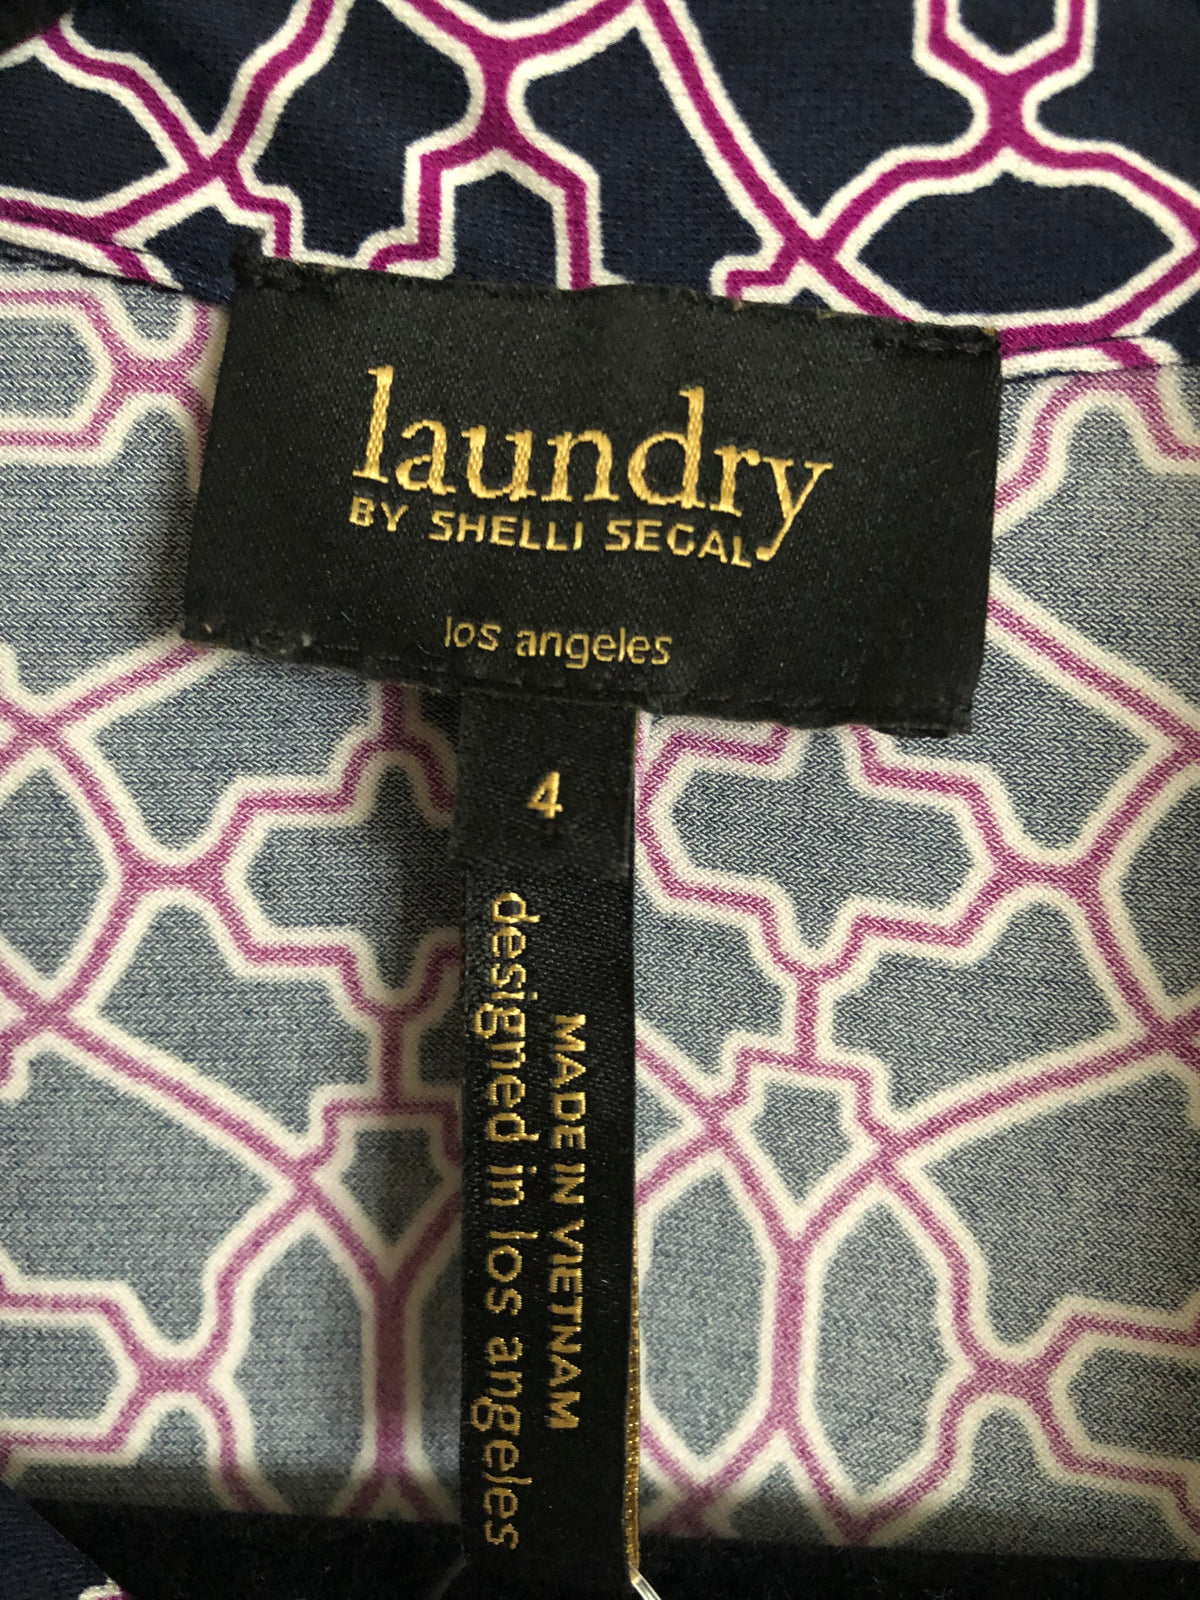 laundry
BY SHELLI SEGAL
los angeles
4
MADE IN VIETNAM
designed in los angeles